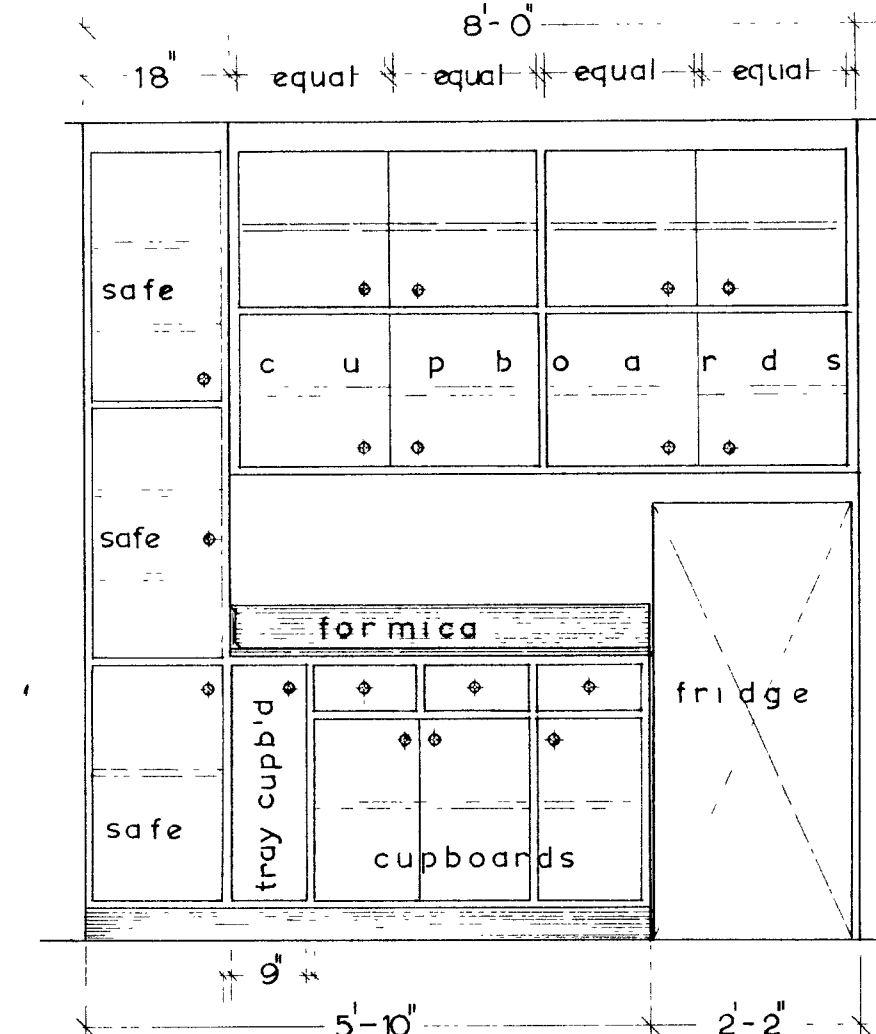 8'-0"
18" equal equal equal equal
safe
cupboards
safe
formica
fridge
tray cupb'd
safe
cupboards
9"
5'-10" 2'-2"